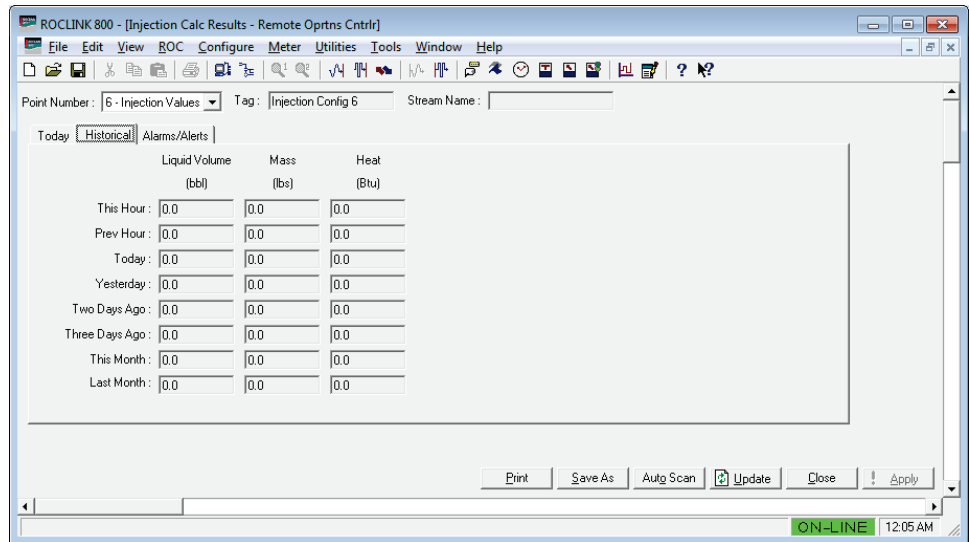 ROCLINK 800 - [Injection Calc Results - Remote Oprtns Cntrlr]
File Edit View ROC Configure Meter Utilities Tools Window Help
Point Number : 6 - Injection Values Tag : Injection Config 6 Stream Name :
Today Historical Alarms/Alerts
Liquid Volume Mass Heat
(bbl) (lbs) (Btu)
This Hour : 0.0 0.0 0.0
Prev Hour : 0.0 0.0 0.0
Today : 0.0 0.0 0.0
Yesterday : 0.0 0.0 0.0
Two Days Ago : 0.0 0.0 0.0
Three Days Ago : 0.0 0.0 0.0
This Month : 0.0 0.0 0.0
Last Month : 0.0 0.0 0.0
Print Save As Auto Scan Update Close ! Apply
ON-LINE 12:05 AM